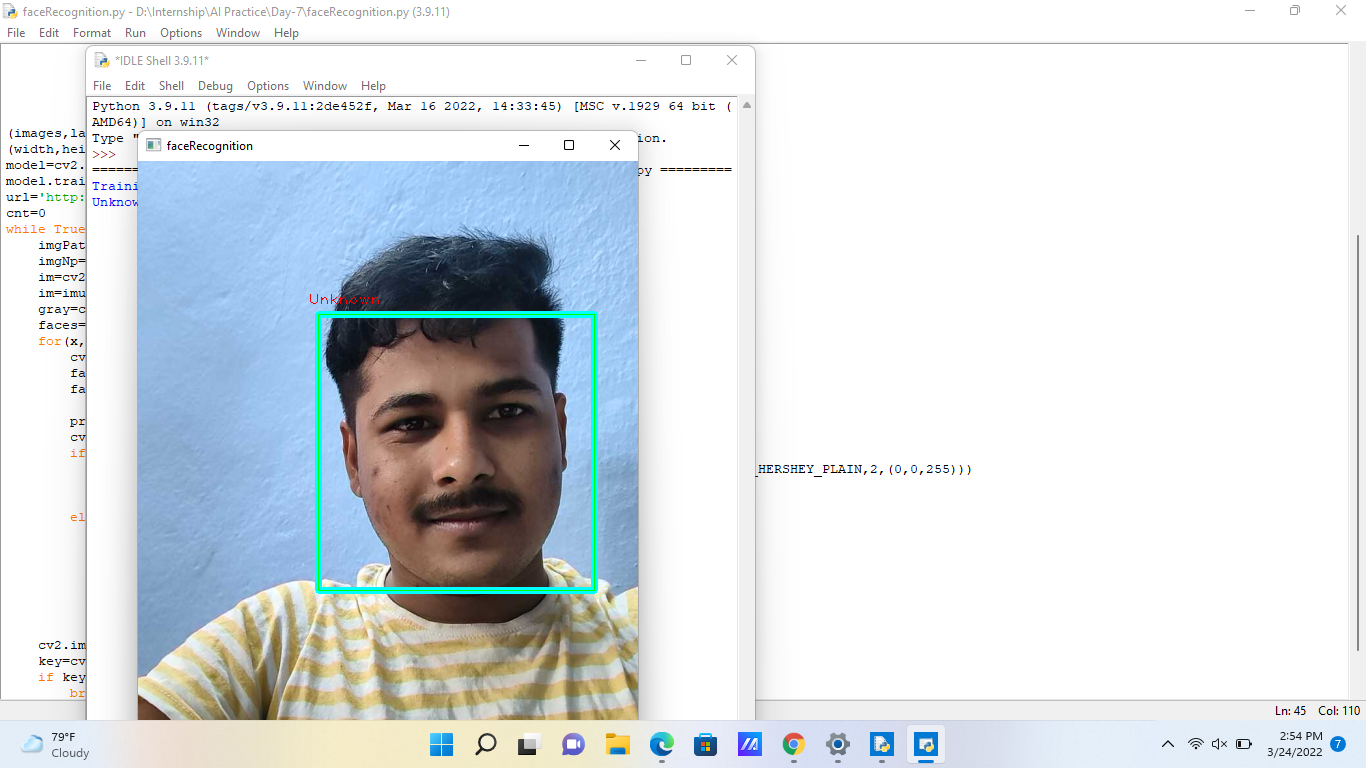 faceRecognition.py - D:\Internship\AI Practice\Day-7\faceRecognition.py (3.9.11)
File Edit Format Run Options Window Help
*IDLE Shell 3.9.11*
File Edit Shell Debug Options Window Help
Python 3.9.11 (tags/v3.9.11:2de452f, Mar 16 2022, 14:33:45) [MSC v.1929 64 bit (
AMD64)] on win32
Type "
ion.
>>>
======
py =========
Traini
Unknow
faceRecognition
Unknown
(images,la
(width,hei
model=cv2.
model.trai
url='http:
cnt=0
while True
imgPat
imgNp=
im=cv2
im=imu
gray=c
faces=
for(x,
cv
fa
fa
pr
cv
if
_HERSHEY_PLAIN,2,(0,0,255)))
el
cv2.im
key=cv
if key
br
Ln: 45 Col: 110
79°F
Cloudy
2:54 PM
3/24/2022
7